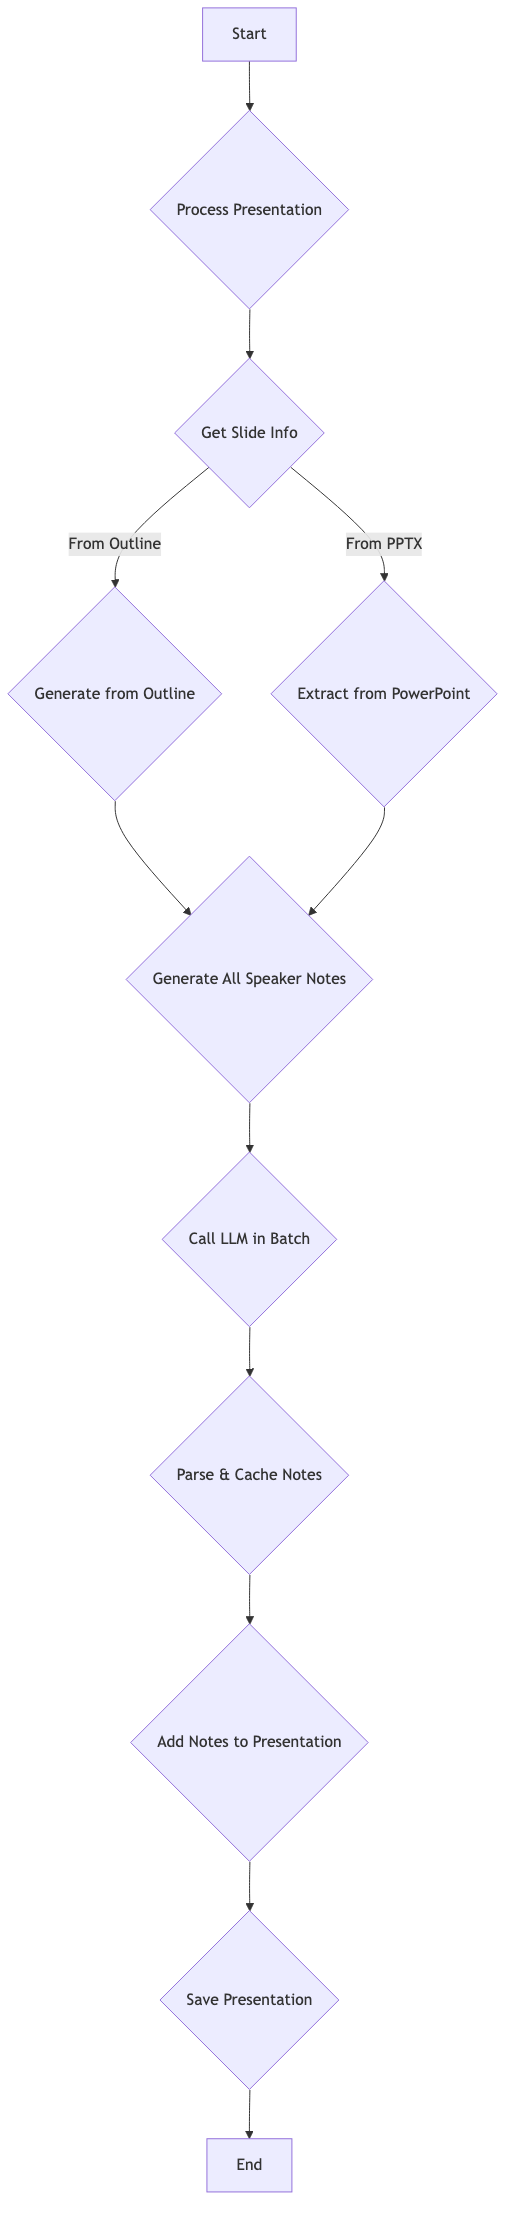 Start
Process Presentation
Get Slide Info
From Outline
From PPTX
Generate from Outline
Extract from PowerPoint
Generate All Speaker Notes
Call LLM in Batch
Parse & Cache Notes
Add Notes to Presentation
Save Presentation
End